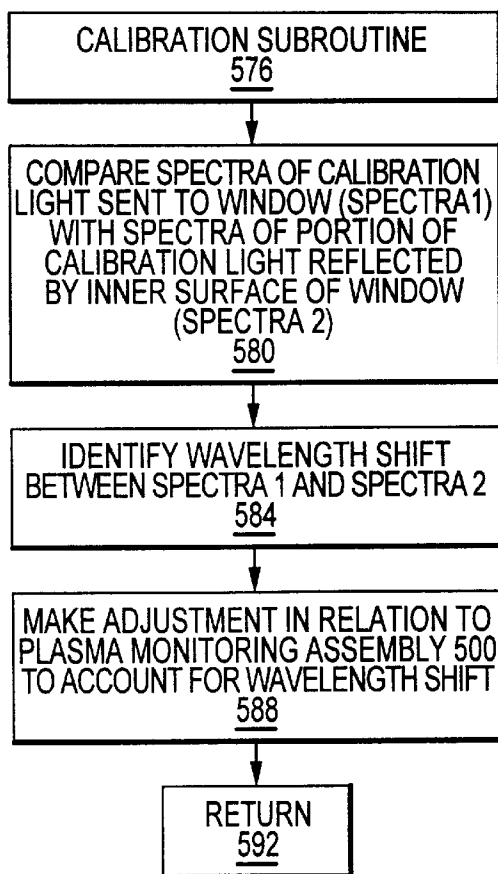 CALIBRATION SUBROUTINE
576
COMPARE SPECTRA OF CALIBRATION
LIGHT SENT TO WINDOW (SPECTRA1)
WITH SPECTRA OF PORTION OF
CALIBRATION LIGHT REFLECTED
BY INNER SURFACE OF WINDOW
(SPECTRA 2)
580
IDENTIFY WAVELENGTH SHIFT
BETWEEN SPECTRA 1 AND SPECTRA 2
584
MAKE ADJUSTMENT IN RELATION TO
PLASMA MONITORING ASSEMBLY 500
TO ACCOUNT FOR WAVELENGTH SHIFT
588
RETURN
592